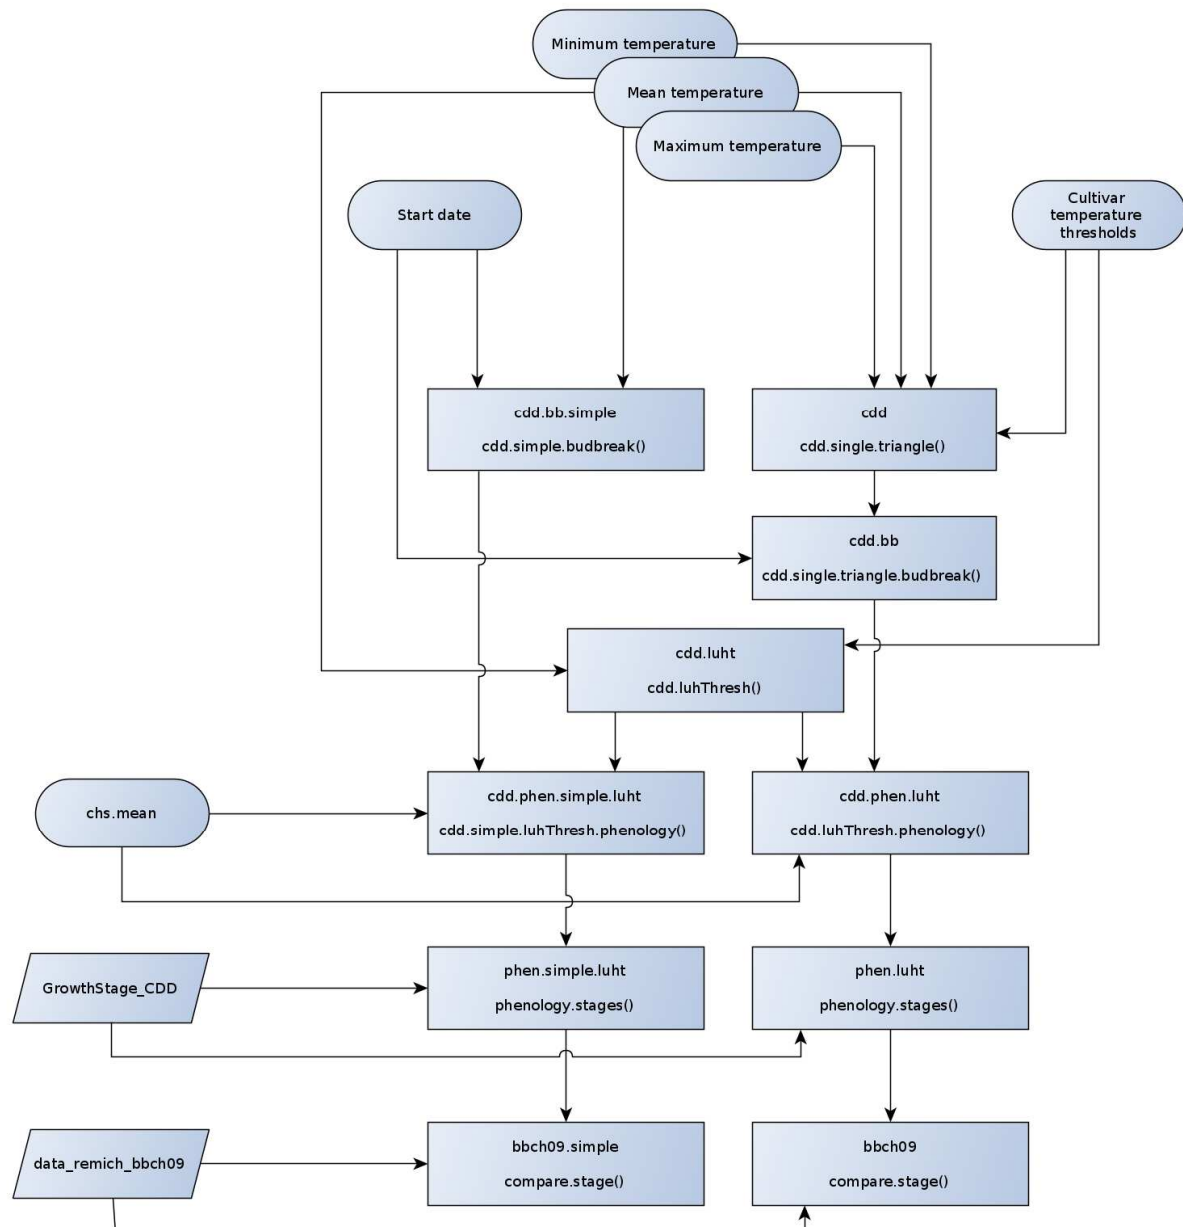 Minimum temperature
Mean temperature
Maximum temperature
Start date
Cultivar
temperature
thresholds
cdd.bb.simple
cdd.simple.budbreak()
cdd
cdd.single.triangle()
cdd.bb
cdd.single.triangle.budbreak()
cdd.luht
cdd.luhThresh()
chs.mean
cdd.phen.simple.luht
cdd.simple.luhThresh.phenology()
cdd.phen.luht
cdd.luhThresh.phenology()
GrowthStage_CDD
phen.simple.luht
phenology.stages()
phen.luht
phenology.stages()
data_remich_bbch09
bbch09.simple
compare.stage()
bbch09
compare.stage()